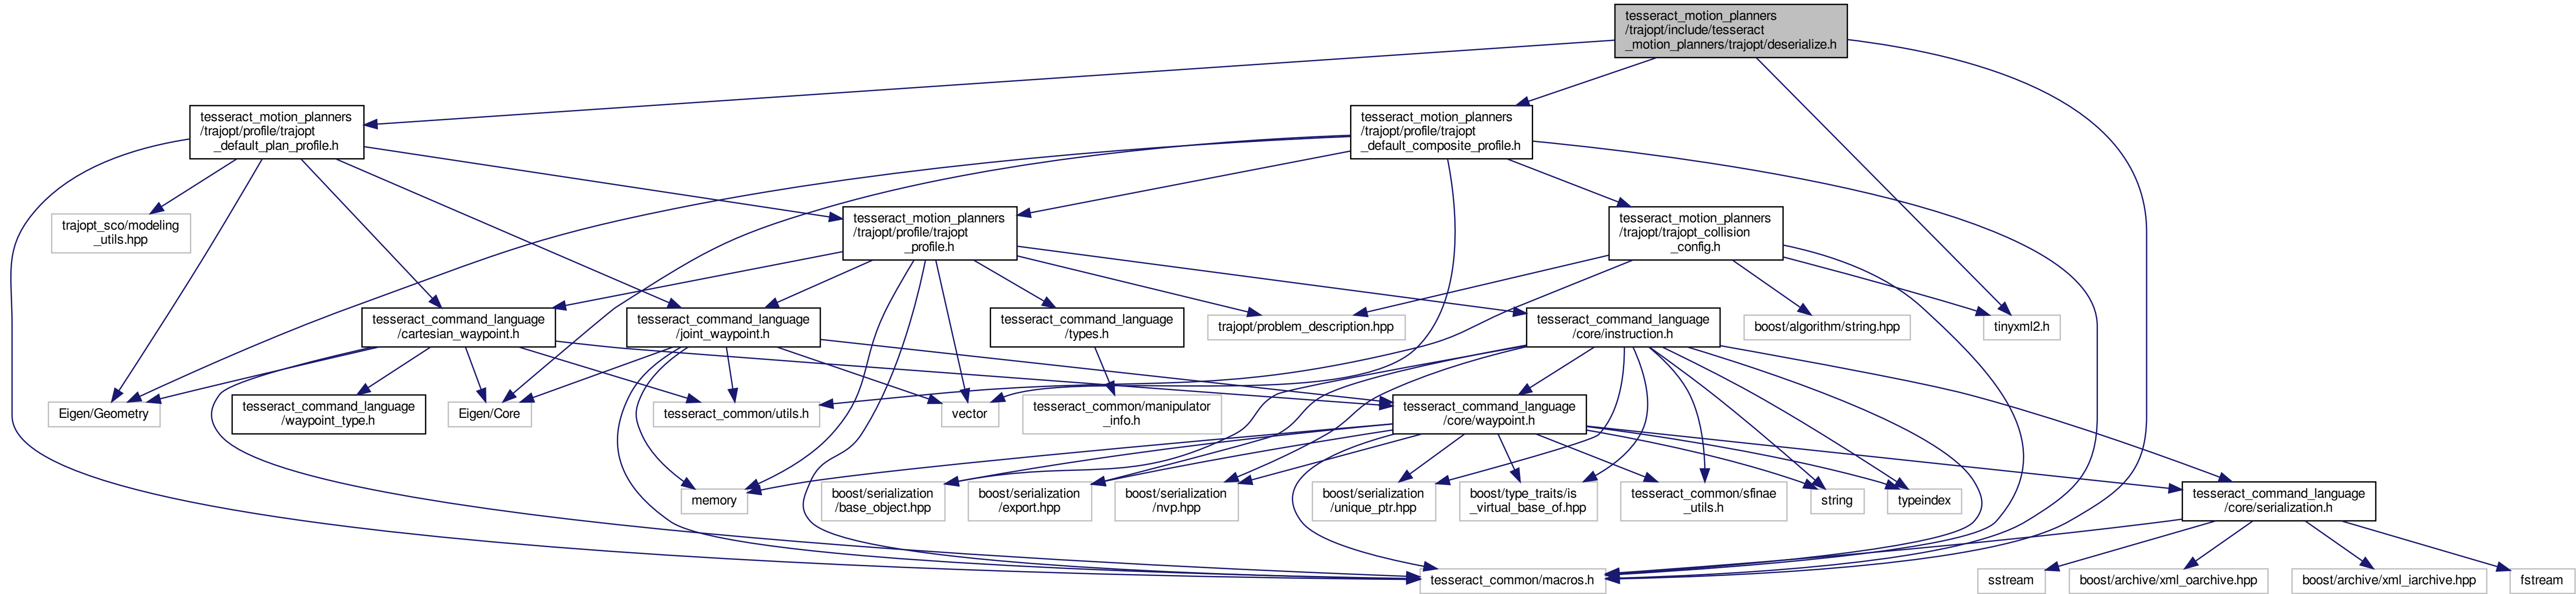 tesseract_motion_planners
/trajopt/include/tesseract
_motion_planners/trajopt/deserialize.h
tesseract_motion_planners
/trajopt/profile/trajopt
_default_plan_profile.h
tesseract_motion_planners
/trajopt/profile/trajopt
_default_composite_profile.h
trajopt_sco/modeling
_utils.hpp
tesseract_motion_planners
/trajopt/profile/trajopt
_profile.h
tesseract_motion_planners
/trajopt/trajopt_collision
_config.h
tesseract_command_language
/cartesian_waypoint.h
tesseract_command_language
/joint_waypoint.h
tesseract_command_language
/types.h
trajopt/problem_description.hpp
tesseract_command_language
/core/instruction.h
boost/algorithm/string.hpp
tinyxml2.h
Eigen/Geometry
tesseract_command_language
/waypoint_type.h
Eigen/Core
tesseract_common/utils.h
vector
tesseract_common/manipulator
_info.h
tesseract_command_language
/core/waypoint.h
memory
boost/serialization
/base_object.hpp
boost/serialization
/export.hpp
boost/serialization
/nvp.hpp
boost/serialization
/unique_ptr.hpp
boost/type_traits/is
_virtual_base_of.hpp
tesseract_common/sfinae
_utils.h
string
typeindex
tesseract_command_language
/core/serialization.h
tesseract_common/macros.h
sstream
boost/archive/xml_oarchive.hpp
boost/archive/xml_iarchive.hpp
fstream